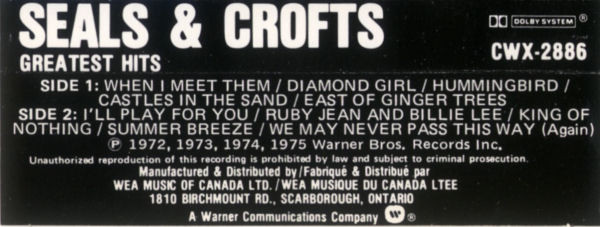 SEALS & CROFTS
DOLBY SYSTEM ®
GREATEST HITS
CWX-2886
SIDE 1: WHEN I MEET THEM / DIAMOND GIRL / HUMMINGBIRD /
CASTLES IN THE SAND / EAST OF GINGER TREES
SIDE 2: I'LL PLAY FOR YOU / RUBY JEAN AND BILLIE LEE / KING OF
NOTHING / SUMMER BREEZE / WE MAY NEVER PASS THIS WAY (Again)
Ⓟ 1972, 1973, 1974, 1975 Warner Bros. Records Inc.
Unauthorized reproduction of this recording is prohibited by law and subject to criminal prosecution.
Manufactured & Distributed by/Fabriqué & Distribué par
WEA MUSIC OF CANADA LTD. / WEA MUSIQUE DU CANADA LTEE
1810 BIRCHMOUNT RD., SCARBOROUGH, ONTARIO
A Warner Communications Company ®